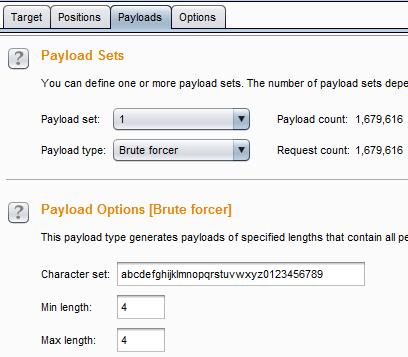 Target Positions Payloads Options
? Payload Sets
You can define one or more payload sets. The number of payload sets depe
Payload set: 1 Payload count: 1,679,616
Payload type: Brute forcer Request count: 1,679,616
? Payload Options [Brute forcer]
This payload type generates payloads of specified lengths that contain all pe
Character set: abcdefghijklmnopqrstuvwxyz0123456789
Min length: 4
Max length: 4